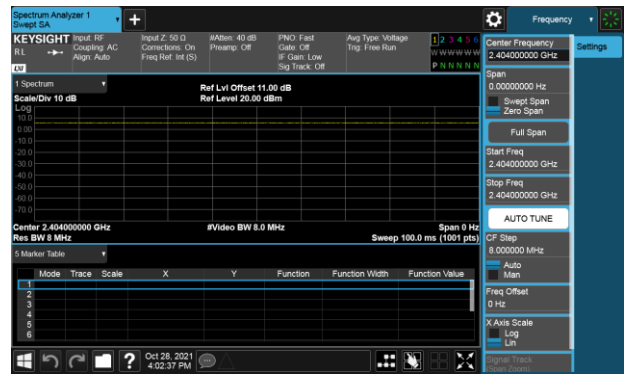 Spectrum Analyzer 1
Swept SA
Frequency
KEYSIGHT
RL
LXI
Input: RF
Coupling: AC
Align: Auto
Input Z: 50 Ω
Corrections: On
Freq Ref: Int (S)
#Atten: 40 dB
Preamp: Off
PNO: Fast
Gate: Off
IF Gain: Low
Sig Track: Off
Avg Type: Voltage
Trig: Free Run
1 2 3 4 5 6
W W W W W W
P N N N N N
1 Spectrum
Scale/Div 10 dB
Ref Lvl Offset 11.00 dB
Ref Level 20.00 dBm
Log
10.0
0.00
-10.0
-20.0
-30.0
-40.0
-50.0
-60.0
-70.0
Center 2.404000000 GHz
#Video BW 8.0 MHz
Span 0 Hz
Res BW 8 MHz
Sweep 100.0 ms (1001 pts)
5 Marker Table
Mode Trace Scale X Y Function Function Width Function Value
1
2
3
4
5
6
Oct 28, 2021
4:02:37 PM
Center Frequency
2.404000000 GHz
Settings
Span
0.00000000 Hz
Swept Span
Zero Span
Full Span
Start Freq
2.404000000 GHz
Stop Freq
2.404000000 GHz
AUTO TUNE
CF Step
8.000000 MHz
Auto
Man
Freq Offset
0 Hz
X Axis Scale
Log
Lin
Signal Track
(Span Zoom)